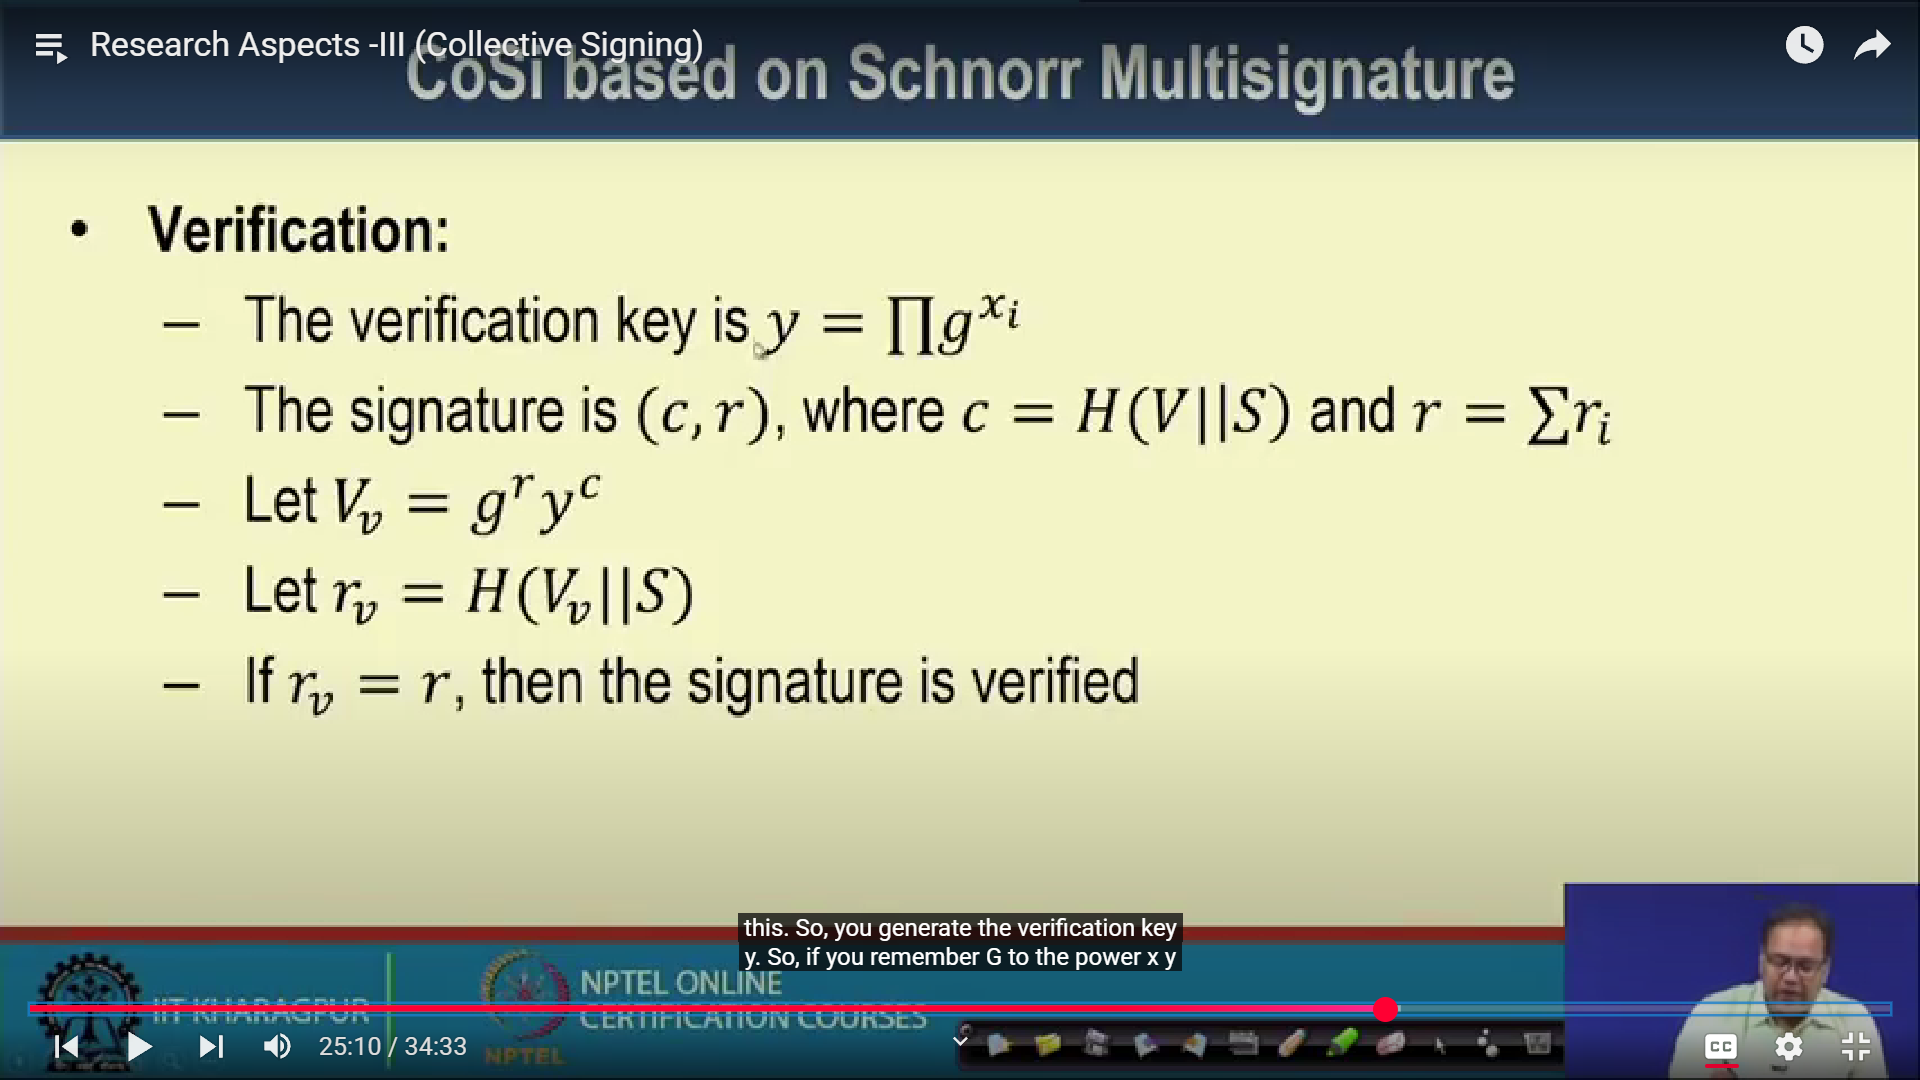 Research Aspects -III (Collective Signing)
CoSi based on Schnorr Multisignature
• Verification:
– The verification key is y = ∏g^{x_i}
– The signature is (c, r), where c = H(V||S) and r = ∑r_i
– Let V_v = g^r y^c
– Let r_v = H(V_v||S)
– If r_v = r, then the signature is verified
this. So, you generate the verification key
y. So, if you remember G to the power x y
IIT KHARAGPUR
NPTEL
NPTEL ONLINE
CERTIFICATION COURSES
25:10 / 34:33
CC